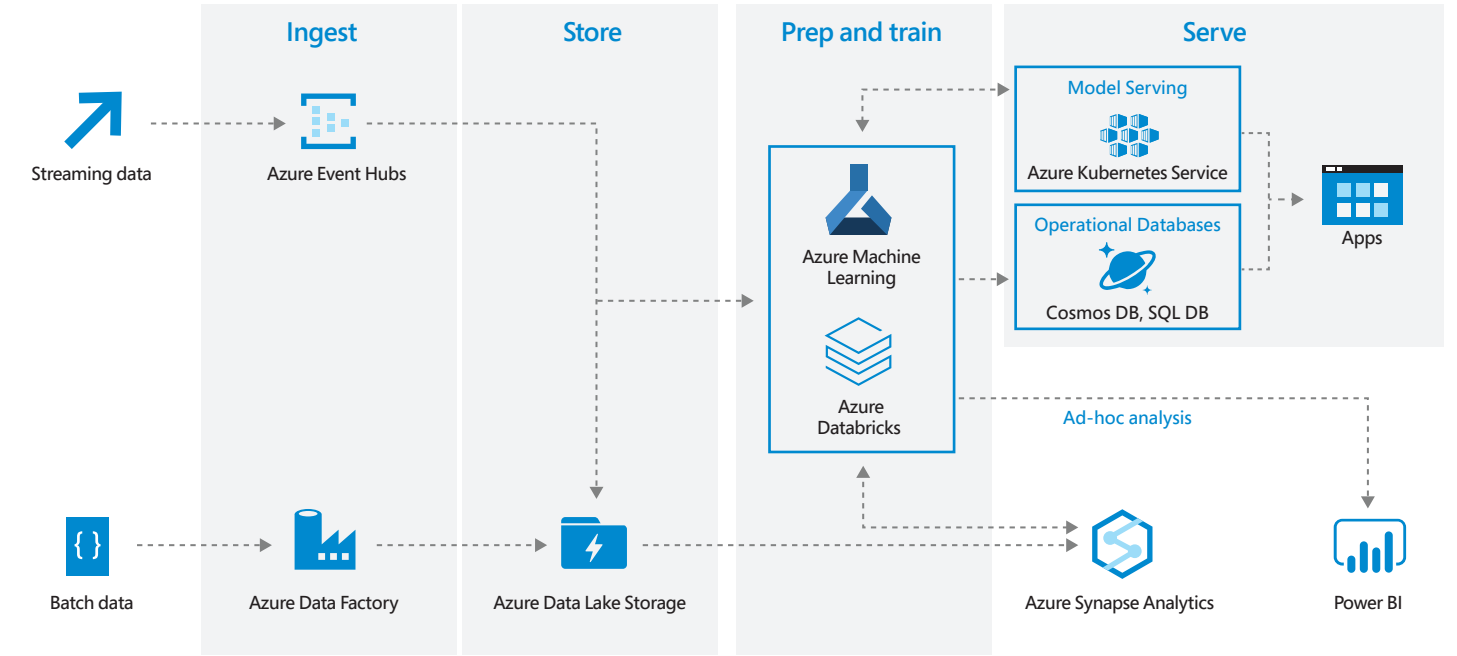 Ingest
Store
Prep and train
Serve
Streaming data
Azure Event Hubs
Azure Machine
Learning
Azure
Databricks
Model Serving
Azure Kubernetes Service
Operational Databases
Cosmos DB, SQL DB
Apps
Ad-hoc analysis
{ }
Batch data
Azure Data Factory
Azure Data Lake Storage
Azure Synapse Analytics
Power BI